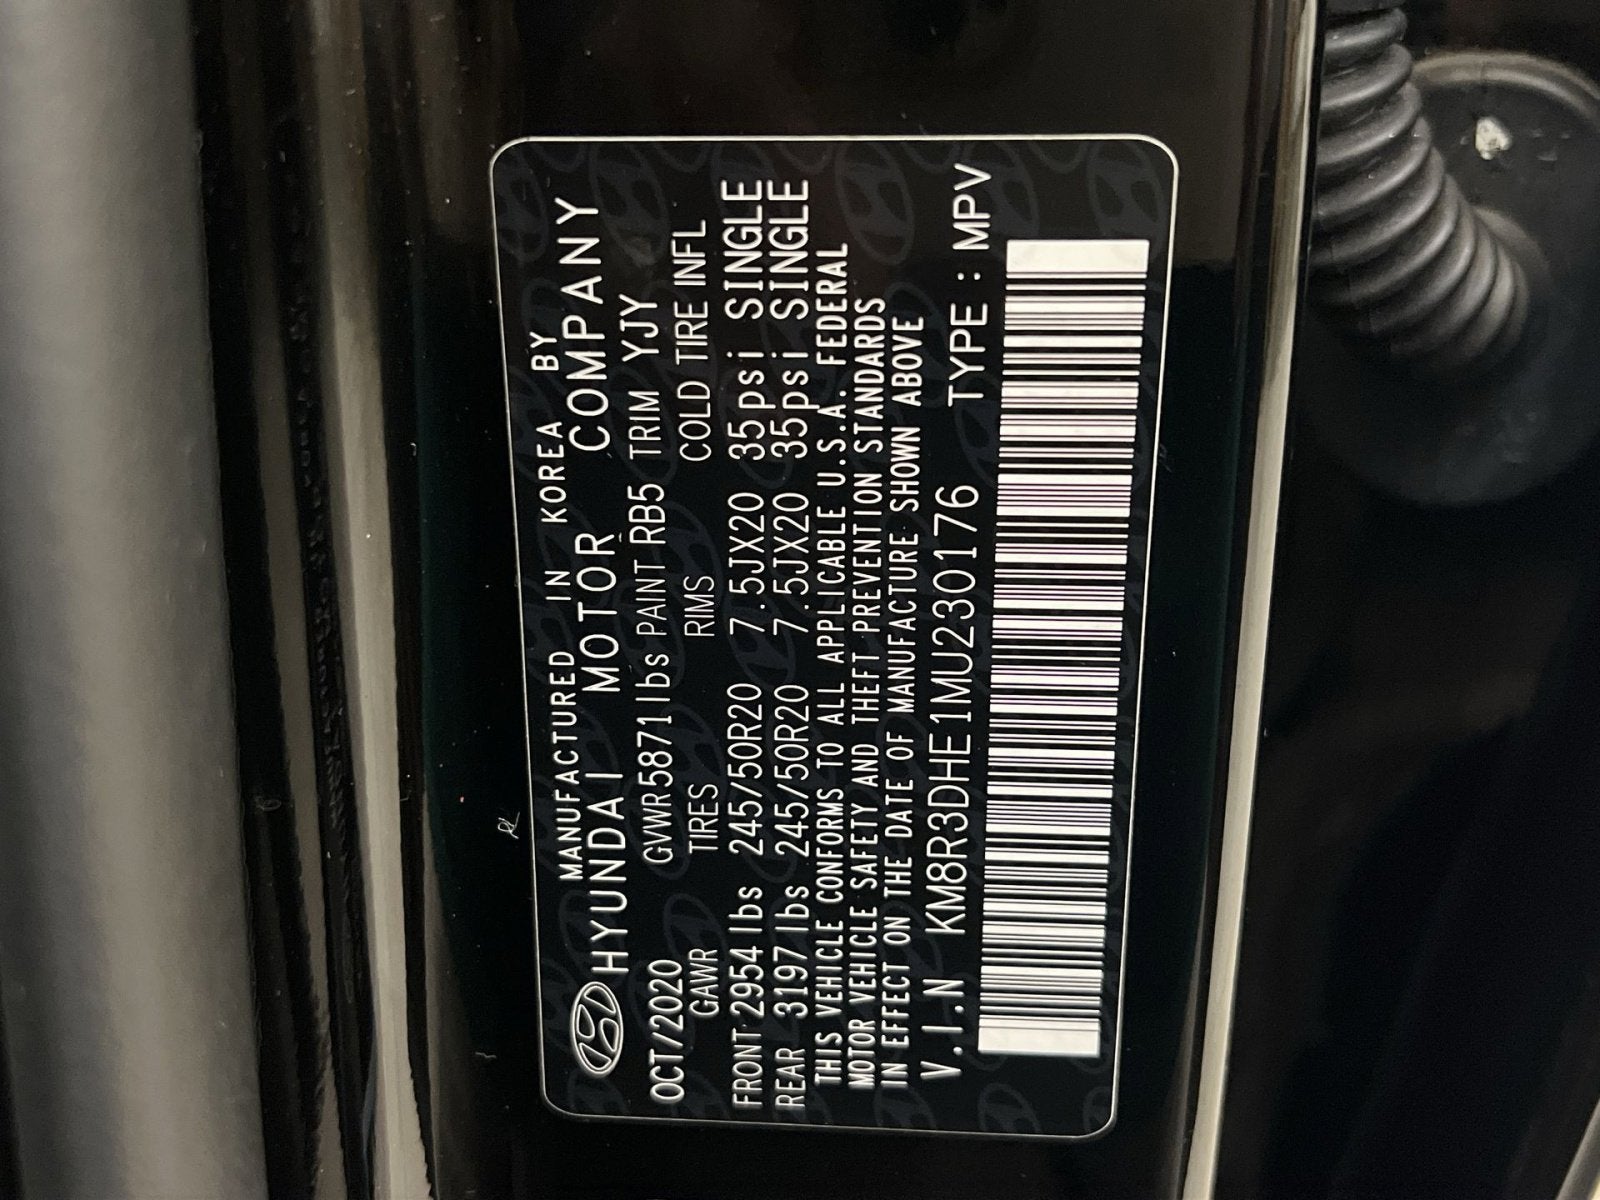 MANUFACTURED IN KOREA BY
HYUNDAI MOTOR COMPANY
OCT/2020 GVWR5871lbs PAINT RB5 TRIM YJY
GAWR TIRES RIMS COLD TIRE INFL
FRONT 2954 lbs 245/50R20 7.5JX20 35psi SINGLE
REAR 3197 lbs 245/50R20 7.5JX20 35psi SINGLE
THIS VEHICLE CONFORMS TO ALL APPLICABLE U.S.A. FEDERAL
MOTOR VEHICLE SAFETY AND THEFT PREVENTION STANDARDS
IN EFFECT ON THE DATE OF MANUFACTURE SHOWN ABOVE
V.I.N KM8R3DHE1MU230176 TYPE : MPV